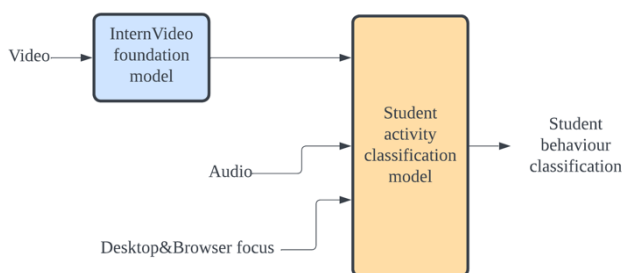 Video
InternVideo
foundation
model
Audio
Desktop&Browser focus
Student
activity
classification
model
Student
behaviour
classification